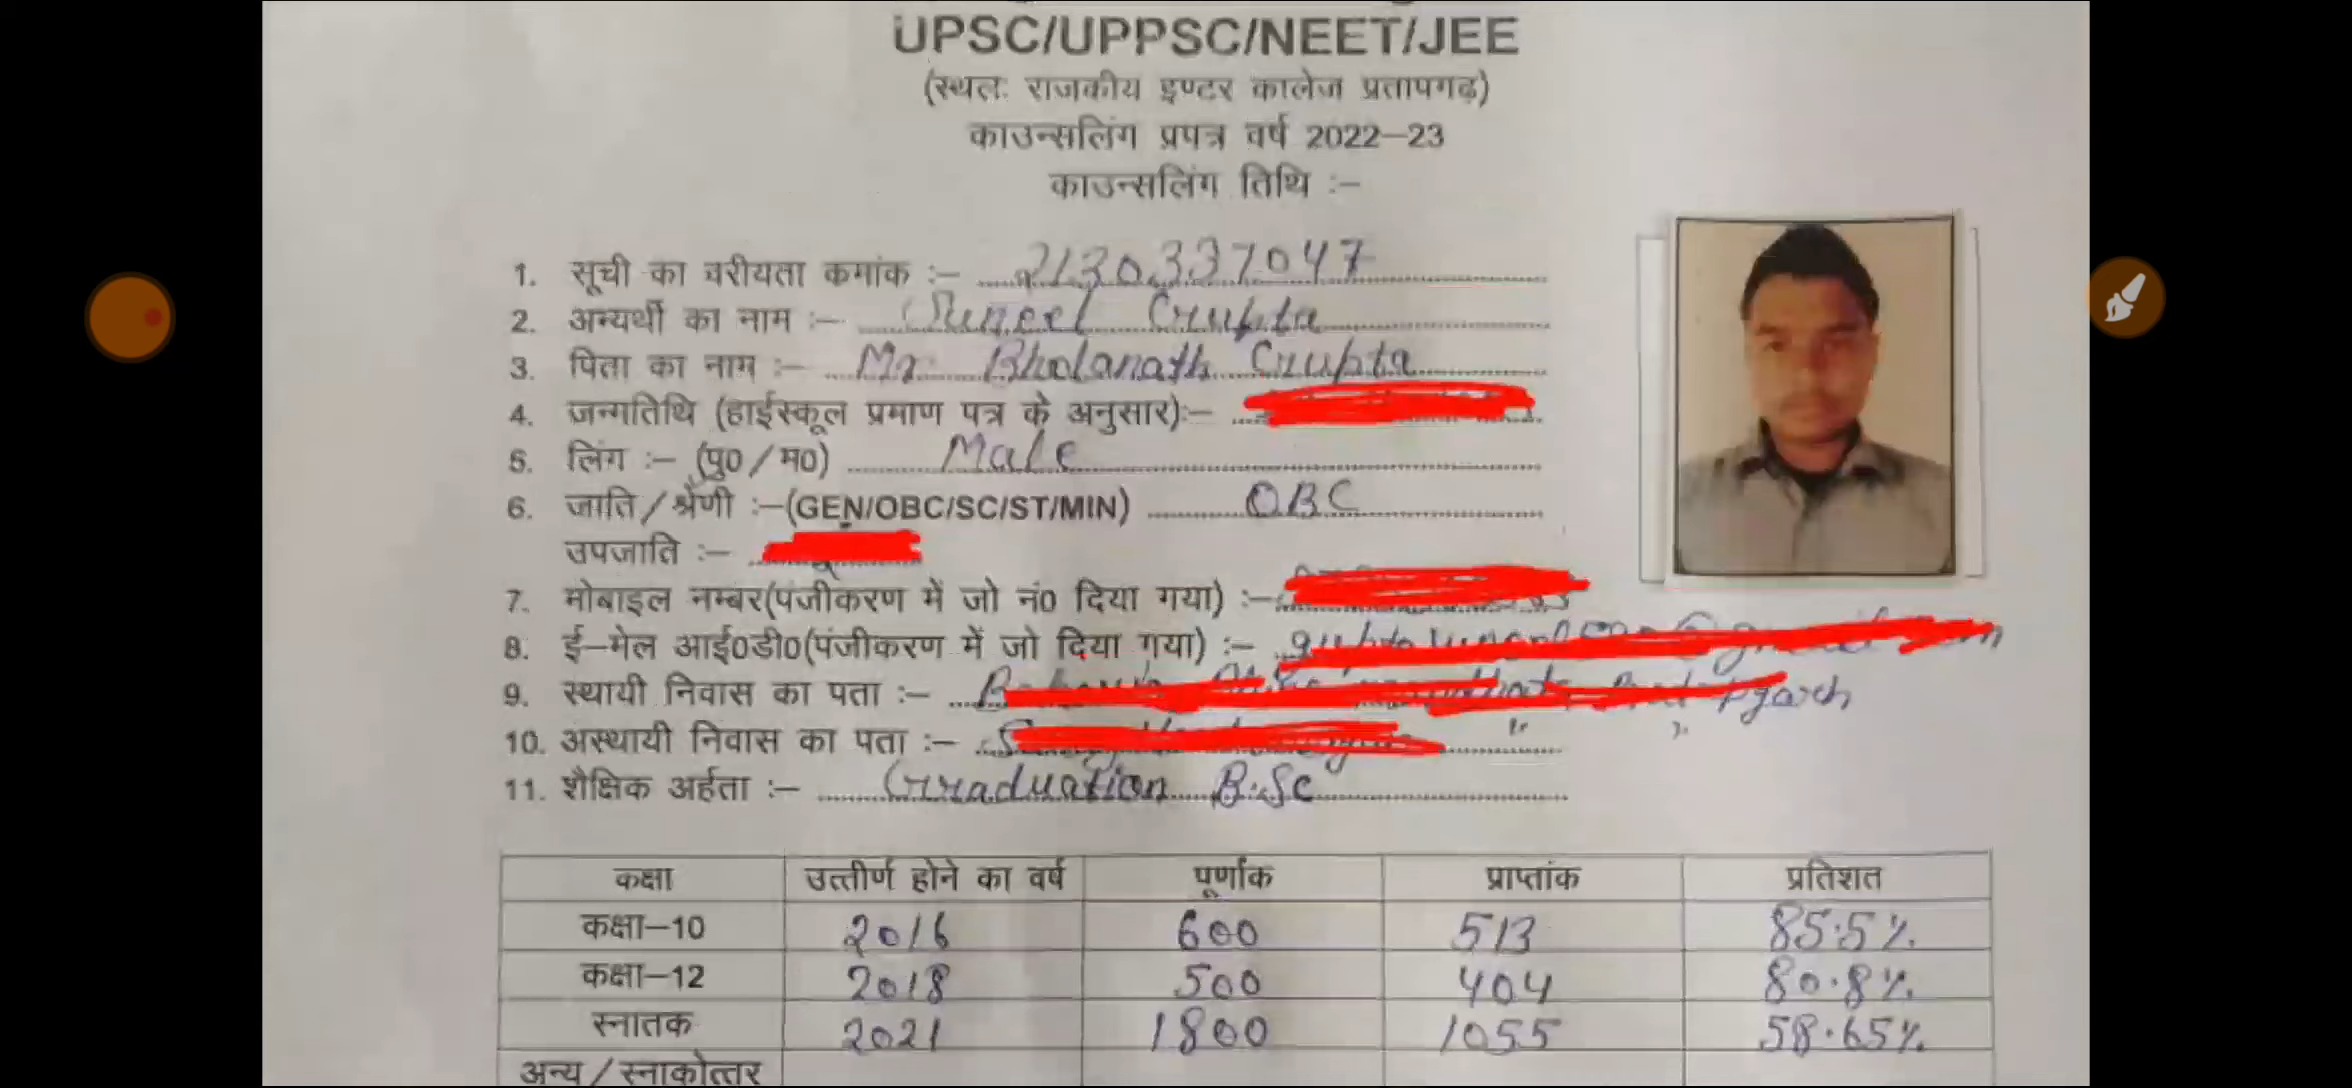 UPSC/UPPSC/NEET/JEE
(स्थलः राजकीय इण्टर कालेज प्रतापगढ़)
काउन्सलिंग प्रपत्र वर्ष 2022–23
काउन्सलिंग तिथि :–
1. सूची का वरीयता कमांक :– 2130337047
2. अभ्यर्थी का नाम :– Suneel Gupta
3. पिता का नाम :– Mr. Bholanath Gupta
4. जन्मतिथि (हाईस्कूल प्रमाण पत्र के अनुसार):–
5. लिंग :– (पु0/म0) Male
6. जाति/श्रेणी :–(GEN/OBC/SC/ST/MIN) OBC
उपजाति :–
7. मोबाइल नम्बर(पंजीकरण में जो नं0 दिया गया) :–
8. ई–मेल आई0डी0(पंजीकरण में जो दिया गया) :–
9. स्थायी निवास का पता :–
10. अस्थायी निवास का पता :–
11. शैक्षिक अर्हता :– Graduation B.Sc
कक्षा उत्तीर्ण होने का वर्ष पूर्णांक प्राप्तांक प्रतिशत
कक्षा–10 2016 600 513 85.5%
कक्षा–12 2018 500 404 80.8%
स्नातक 2021 1800 1055 58.65%
अन्य/स्नाकोत्तर